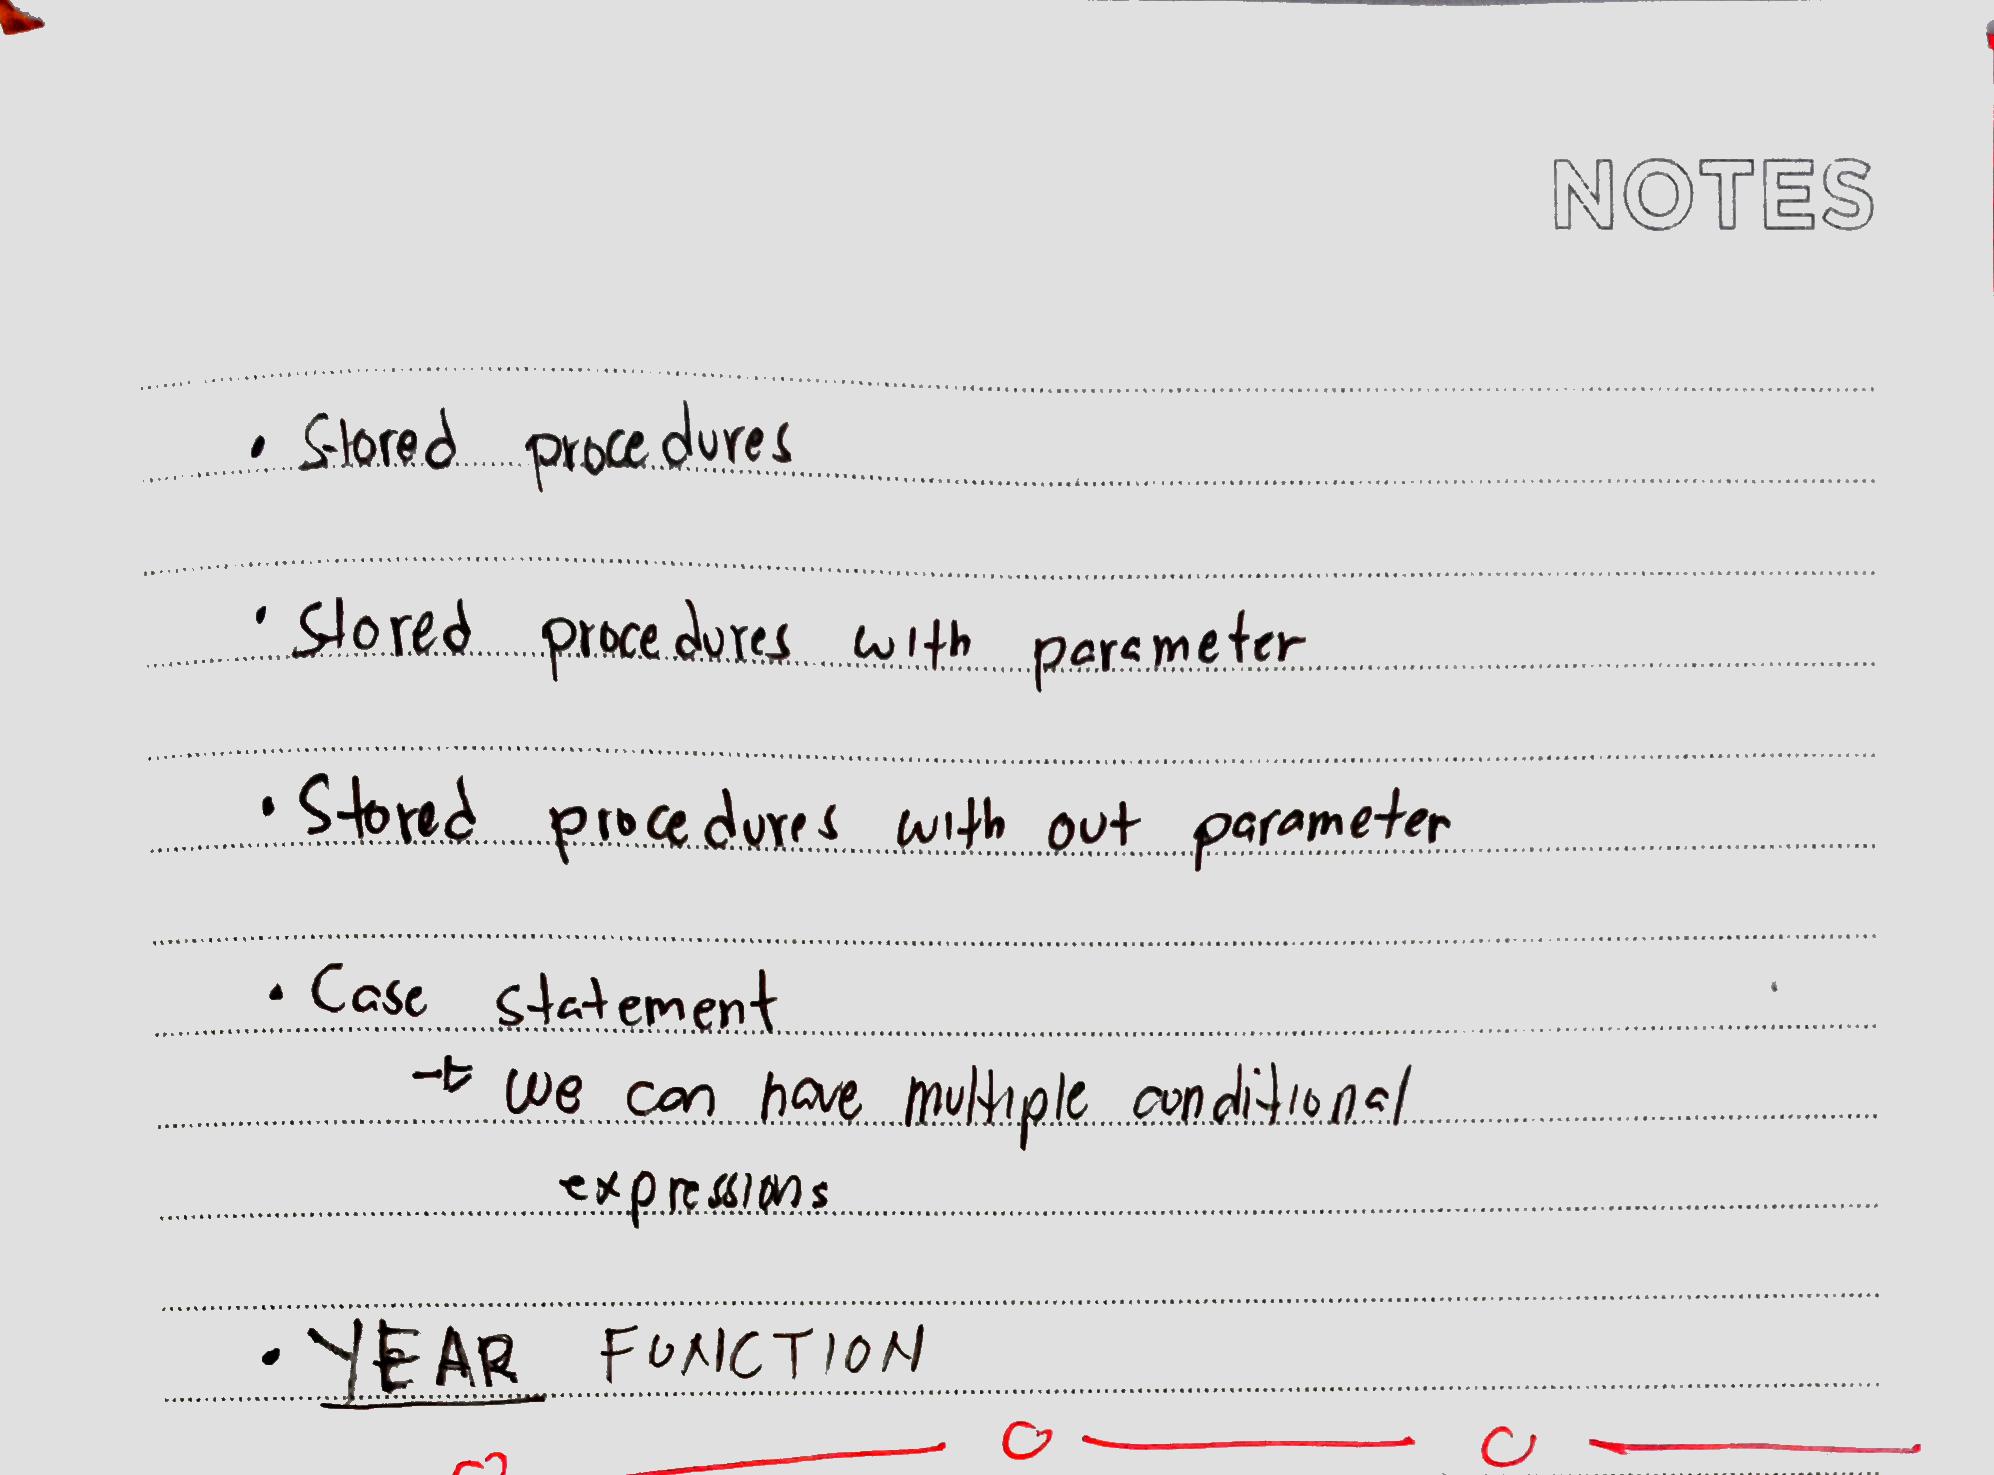 NOTES
• Stored procedures
• Stored procedures with parameter
• Stored procedures with out parameter
• Case statement
→ we can have multiple conditional
expressions
• YEAR FUNCTION